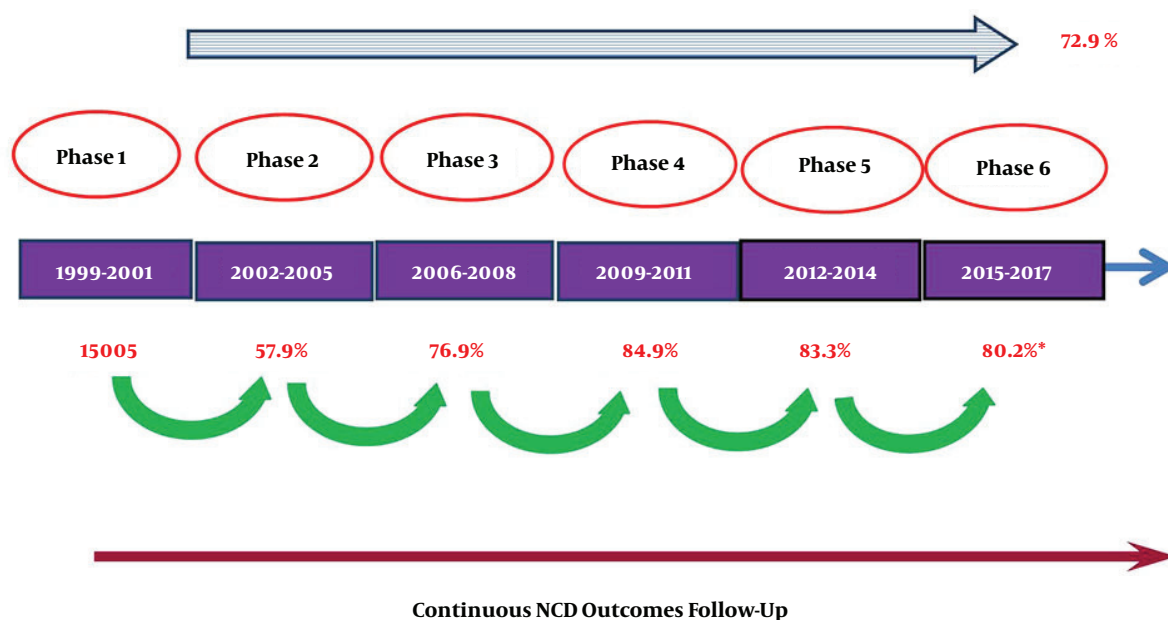 72.9 %
Phase 1 Phase 2 Phase 3 Phase 4 Phase 5 Phase 6
1999-2001 2002-2005 2006-2008 2009-2011 2012-2014 2015-2017
15005 57.9% 76.9% 84.9% 83.3% 80.2%*
Continuous NCD Outcomes Follow-Up